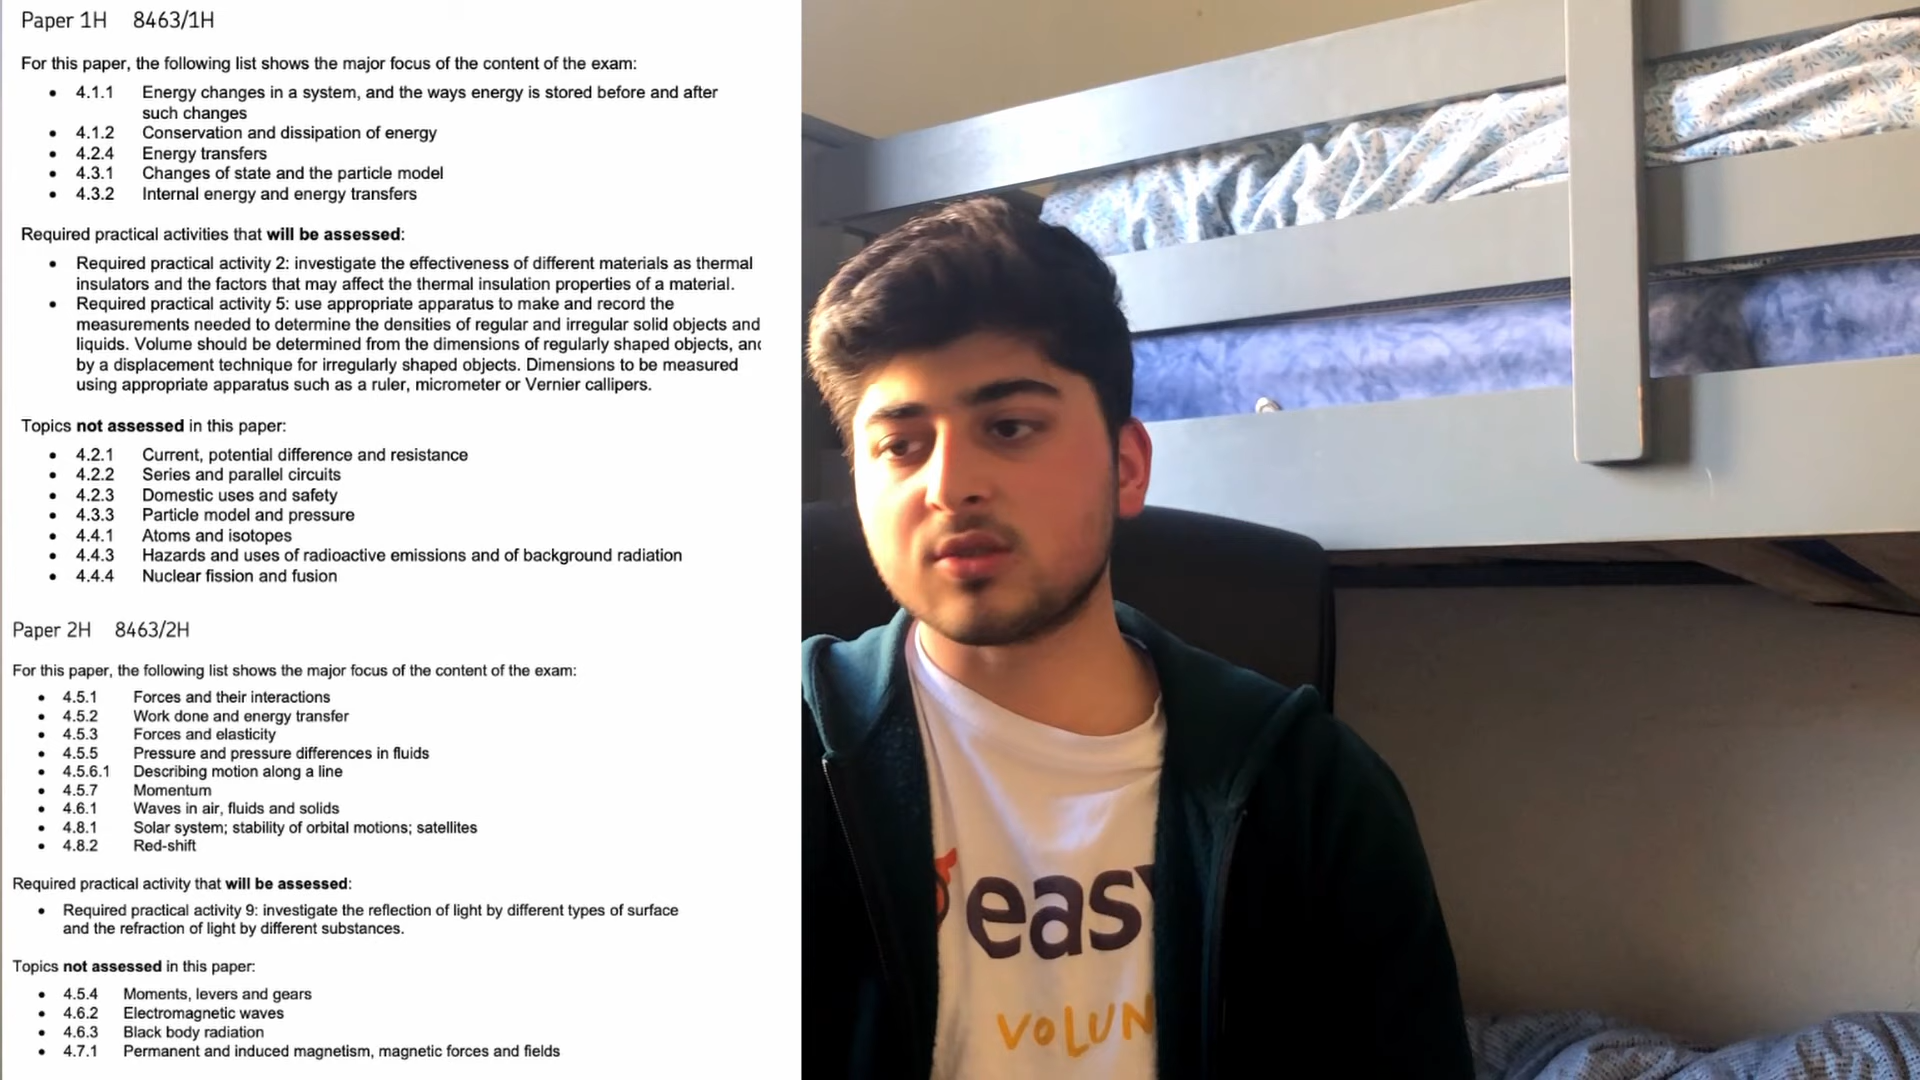 Paper 1H 8463/1H
For this paper, the following list shows the major focus of the content of the exam:
• 4.1.1 Energy changes in a system, and the ways energy is stored before and after
such changes
• 4.1.2 Conservation and dissipation of energy
• 4.2.4 Energy transfers
• 4.3.1 Changes of state and the particle model
• 4.3.2 Internal energy and energy transfers
Required practical activities that will be assessed:
• Required practical activity 2: investigate the effectiveness of different materials as thermal
insulators and the factors that may affect the thermal insulation properties of a material.
• Required practical activity 5: use appropriate apparatus to make and record the
measurements needed to determine the densities of regular and irregular solid objects and
liquids. Volume should be determined from the dimensions of regularly shaped objects, and
by a displacement technique for irregularly shaped objects. Dimensions to be measured
using appropriate apparatus such as a ruler, micrometer or Vernier callipers.
Topics not assessed in this paper:
• 4.2.1 Current, potential difference and resistance
• 4.2.2 Series and parallel circuits
• 4.2.3 Domestic uses and safety
• 4.3.3 Particle model and pressure
• 4.4.1 Atoms and isotopes
• 4.4.3 Hazards and uses of radioactive emissions and of background radiation
• 4.4.4 Nuclear fission and fusion
Paper 2H 8463/2H
For this paper, the following list shows the major focus of the content of the exam:
• 4.5.1 Forces and their interactions
• 4.5.2 Work done and energy transfer
• 4.5.3 Forces and elasticity
• 4.5.5 Pressure and pressure differences in fluids
• 4.5.6.1 Describing motion along a line
• 4.5.7 Momentum
• 4.6.1 Waves in air, fluids and solids
• 4.8.1 Solar system; stability of orbital motions; satellites
• 4.8.2 Red-shift
Required practical activity that will be assessed:
• Required practical activity 9: investigate the reflection of light by different types of surface
and the refraction of light by different substances.
Topics not assessed in this paper:
• 4.5.4 Moments, levers and gears
• 4.6.2 Electromagnetic waves
• 4.6.3 Black body radiation
• 4.7.1 Permanent and induced magnetism, magnetic forces and fields
easy
VOLUN